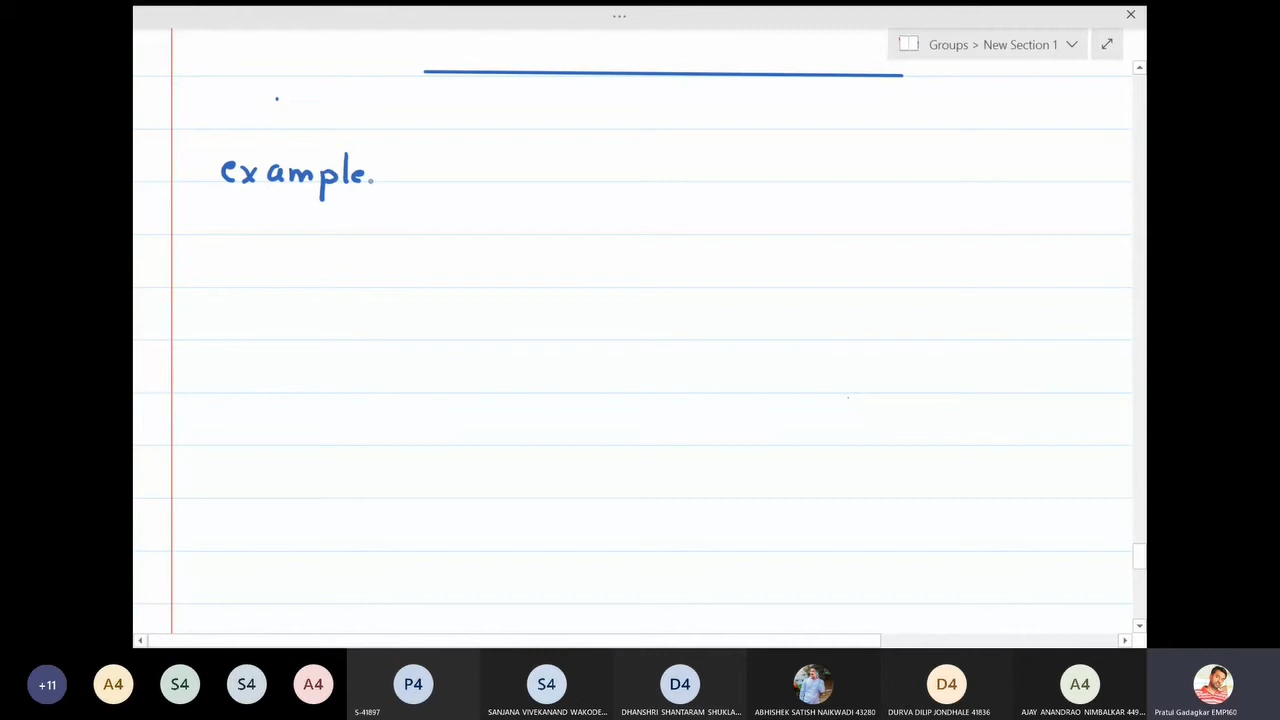 Groups > New Section 1
example.
+11
A4
S4
S4
A4
P4
S4
D4
D4
A4
S-41897
SANJANA VIVEKANAND WAKODE...
DHANSHRI SHANTARAM SHUKLA...
ABHISHEK SATISH NAIKWADI 43280
DURVA DILIP JONDHALE 41836
AJAY ANANDRAO NIMBALKAR 449...
Pratul Gadagkar EMP160